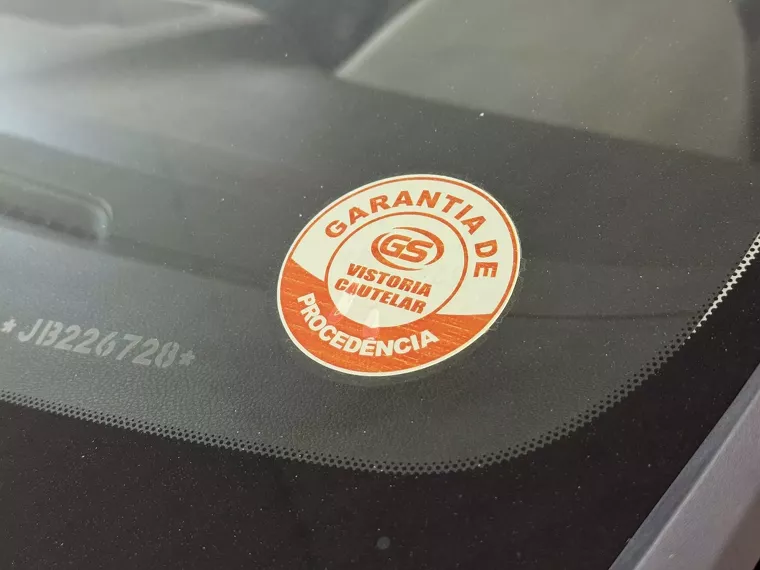 GARANTIA DE
GS
VISTORIA
CAUTELAR
PROCEDÊNCIA
*JB226728*